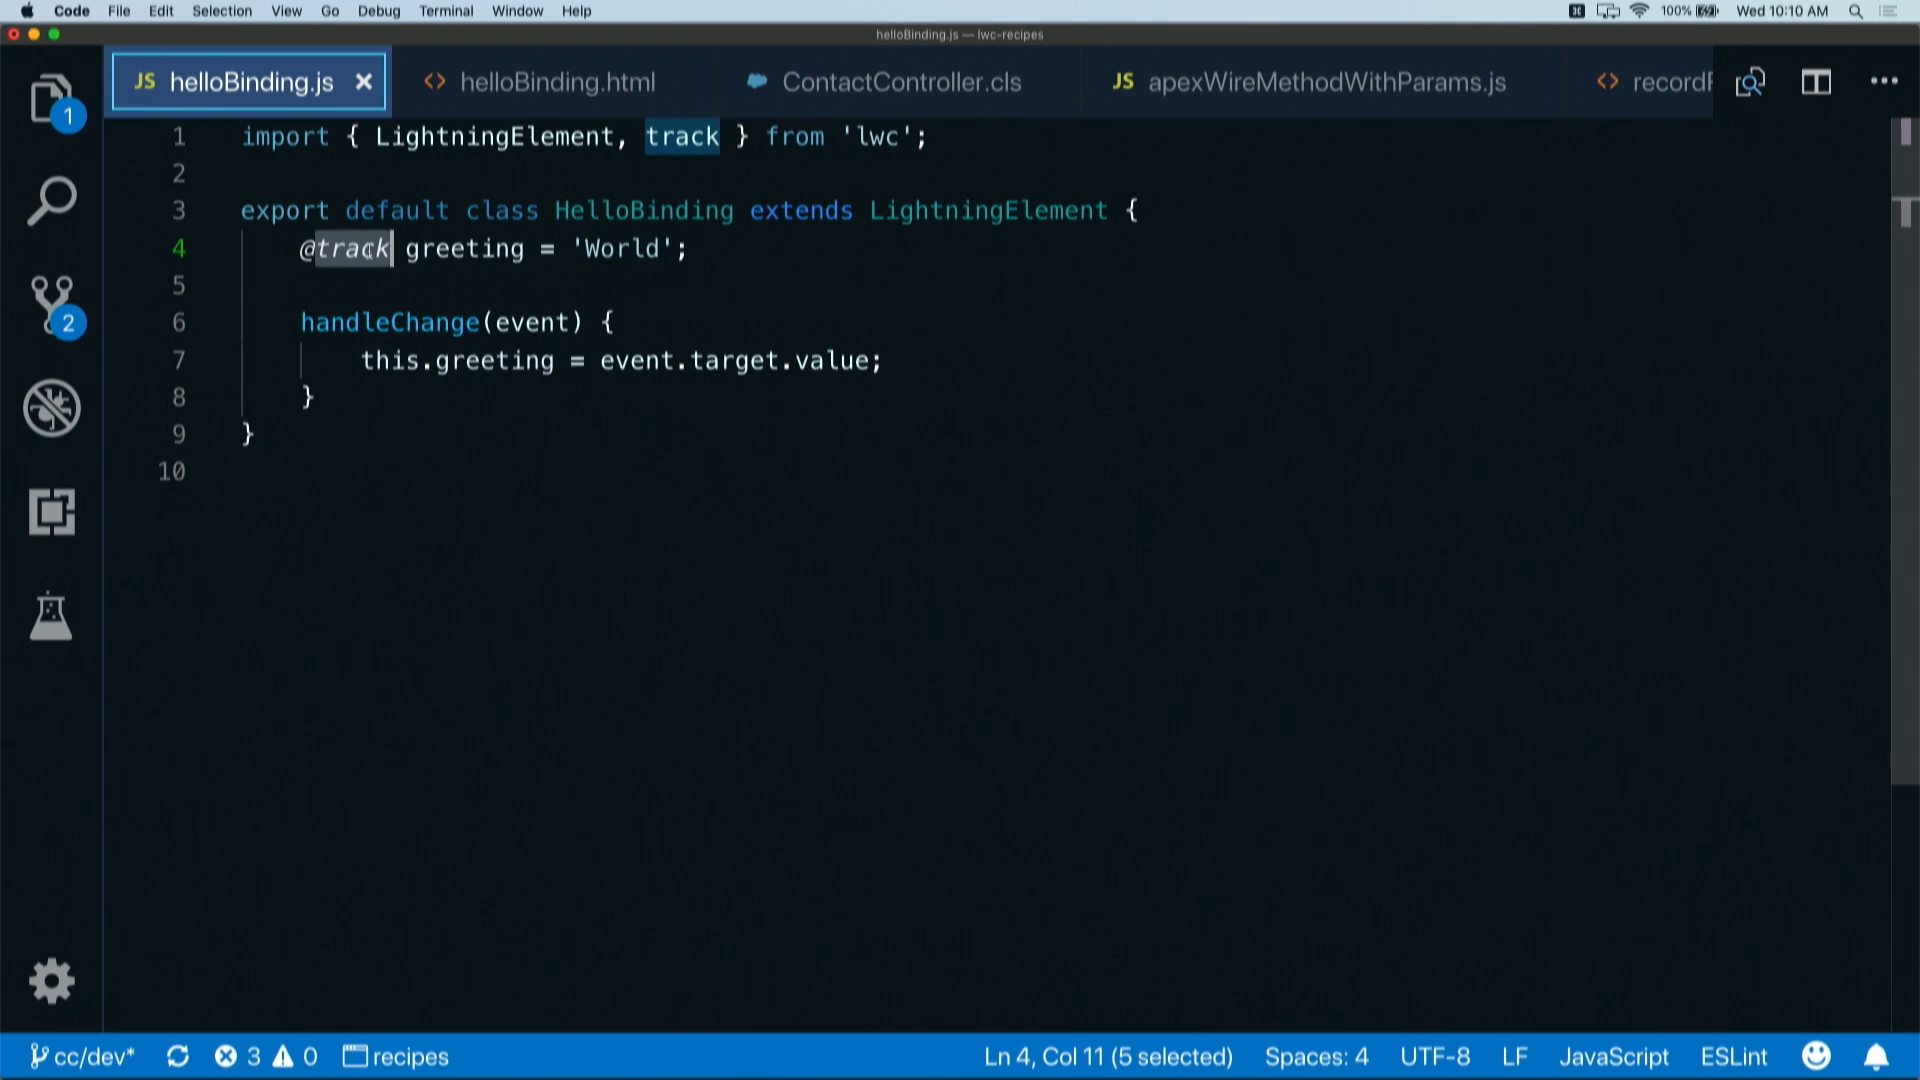 Code File Edit Selection View Go Debug Terminal Window Help 100% Wed 10:10 AM
helloBinding.js — lwc-recipes
JS helloBinding.js helloBinding.html ContactController.cls JS apexWireMethodWithParams.js
1 import { LightningElement, track } from 'lwc';
2
3 export default class HelloBinding extends LightningElement {
4 @track greeting = 'World';
5
6 handleChange(event) {
7 this.greeting = event.target.value;
8 }
9 }
10
1
2
cc/dev* 3 0 recipes Ln 4, Col 11 (5 selected) Spaces: 4 UTF-8 LF JavaScript ESLint